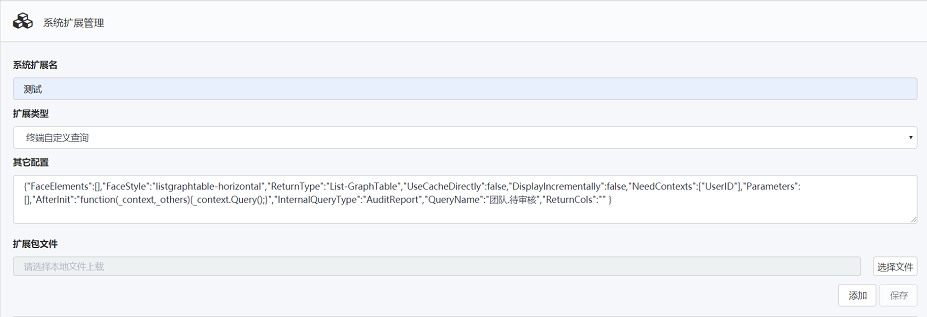 系统扩展管理
系统扩展名
测试
扩展类型
终端自定义查询
其它配置
{"FaceElements":[],"FaceStyle":"listgraphtable-horizontal","ReturnType":"List-GraphTable","UseCacheDirectly":false,"DisplayIncrementally":false,"NeedContexts":["UserID"],"Parameters":
[],"AfterInit":"function(_context,_others){_context.Query();}","InternalQueryType":"AuditReport","QueryName":"团队.待审核","ReturnCols":"" }
扩展包文件
请选择本地文件上载
选择文件
添加
保存